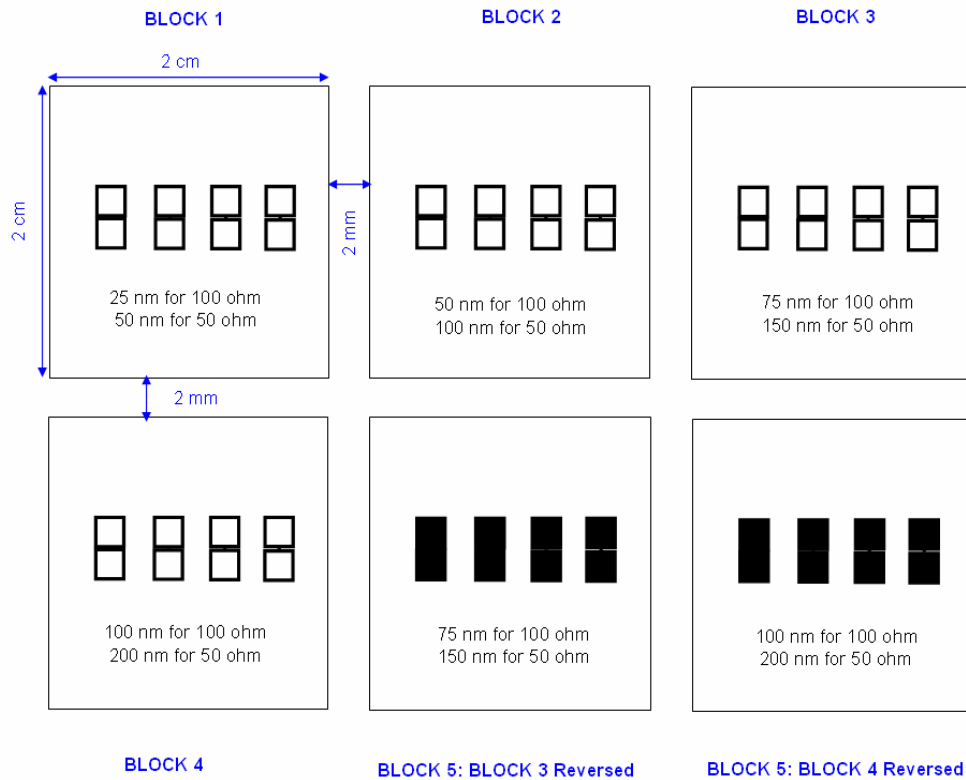 BLOCK 1
BLOCK 2
BLOCK 3
2 cm
2 cm
2 mm
25 nm for 100 ohm
50 nm for 50 ohm
50 nm for 100 ohm
100 nm for 50 ohm
75 nm for 100 ohm
150 nm for 50 ohm
2 mm
100 nm for 100 ohm
200 nm for 50 ohm
75 nm for 100 ohm
150 nm for 50 ohm
100 nm for 100 ohm
200 nm for 50 ohm
BLOCK 4
BLOCK 5: BLOCK 3 Reversed
BLOCK 5: BLOCK 4 Reversed